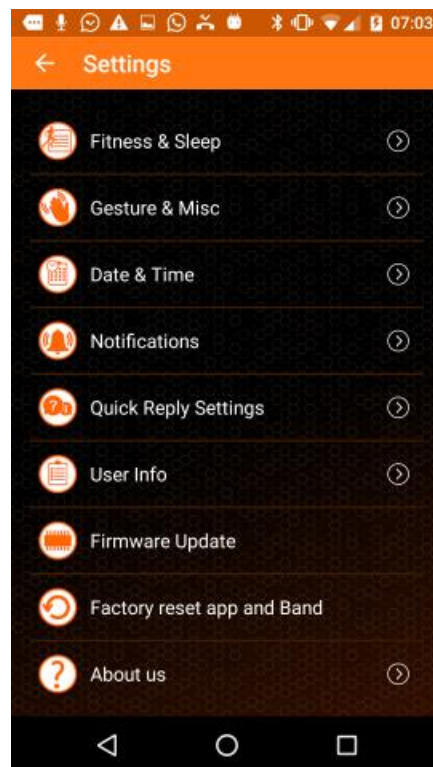 07:03
Settings
Fitness & Sleep
Gesture & Misc
Date & Time
Notifications
Quick Reply Settings
User Info
Firmware Update
Factory reset app and Band
About us